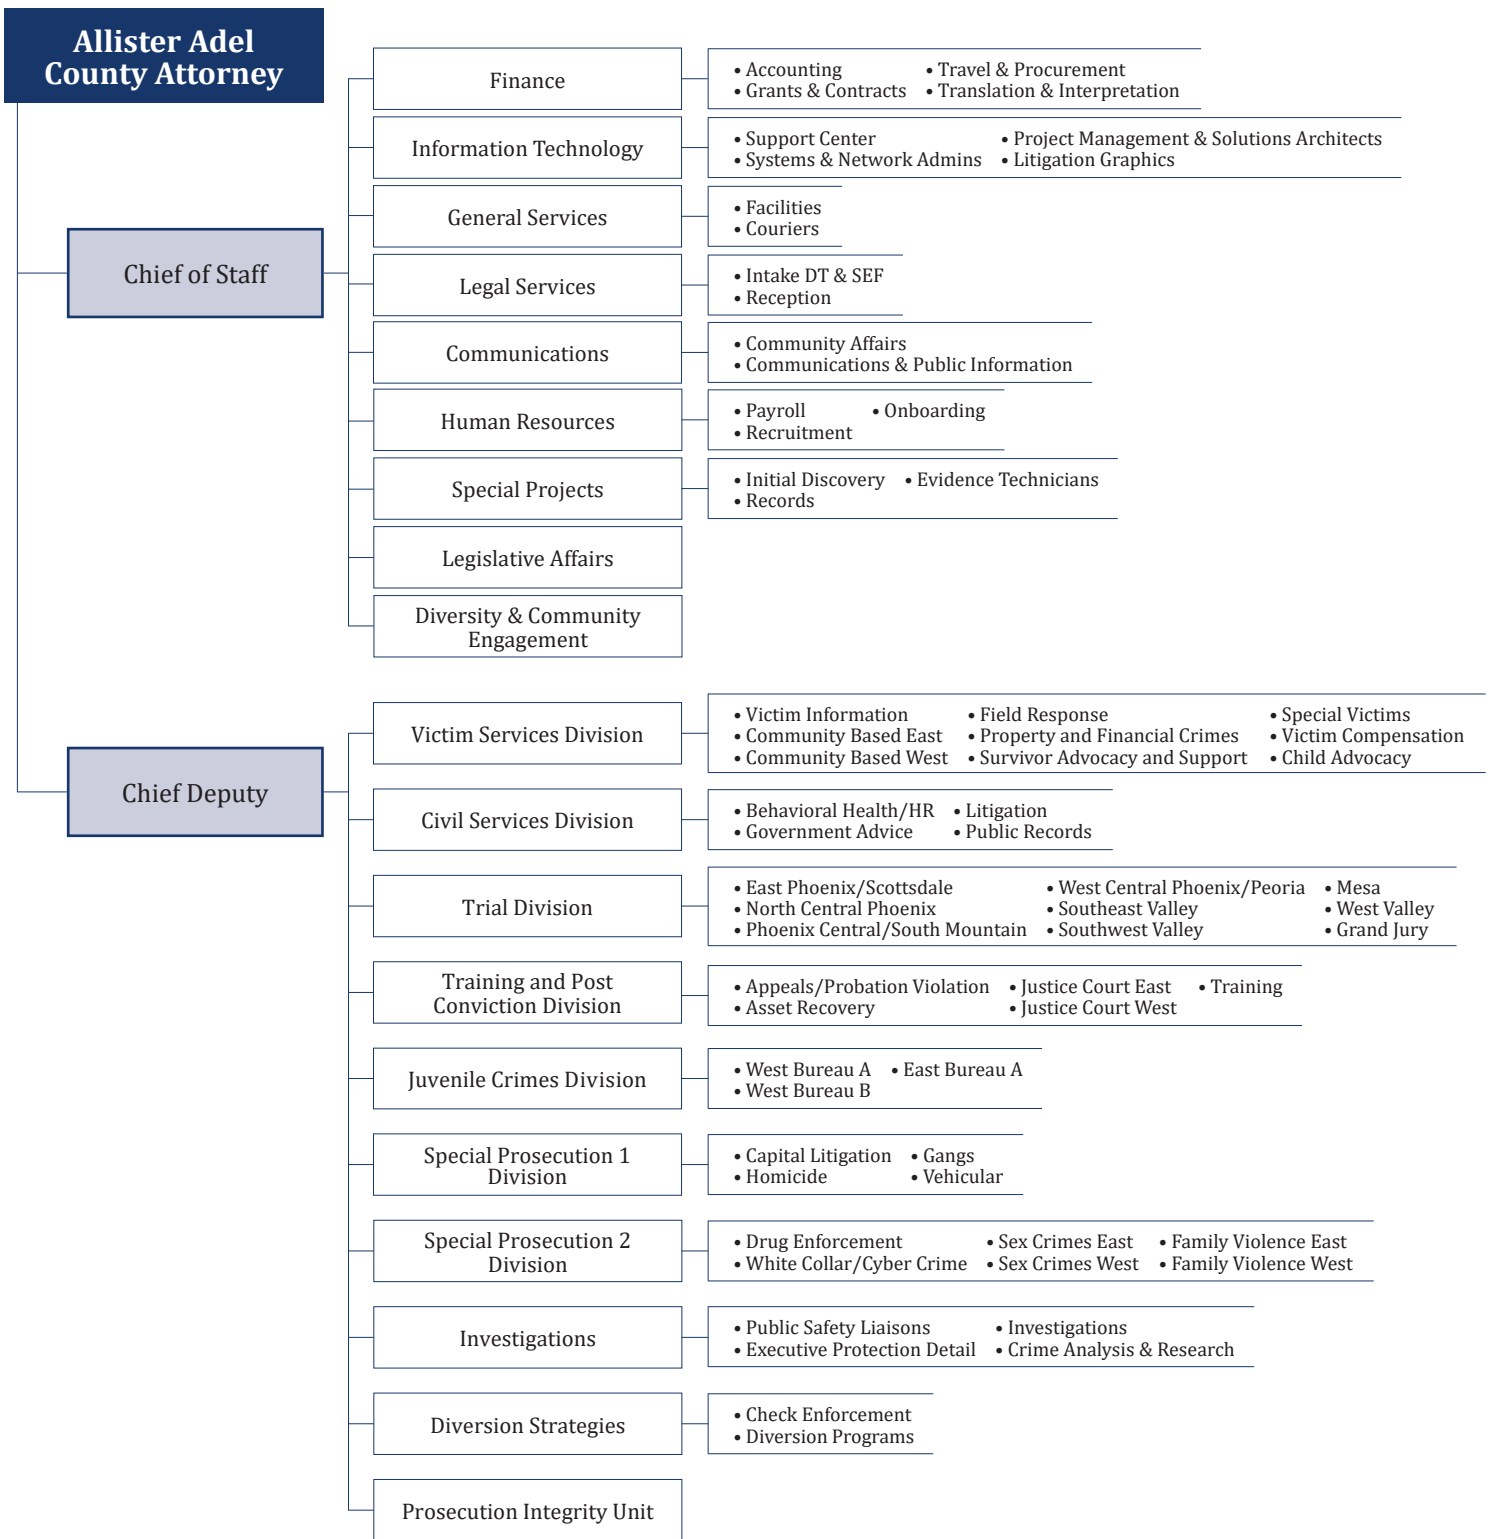 Allister Adel
County Attorney
Finance
• Accounting • Travel & Procurement
• Grants & Contracts • Translation & Interpretation
Information Technology
• Support Center • Project Management & Solutions Architects
• Systems & Network Admins • Litigation Graphics
General Services
• Facilities
• Couriers
Chief of Staff
Legal Services
• Intake DT & SEF
• Reception
Communications
• Community Affairs
• Communications & Public Information
Human Resources
• Payroll • Onboarding
• Recruitment
Special Projects
• Initial Discovery • Evidence Technicians
• Records
Legislative Affairs
Diversity & Community
Engagement
Victim Services Division
• Victim Information • Field Response • Special Victims
• Community Based East • Property and Financial Crimes • Victim Compensation
• Community Based West • Survivor Advocacy and Support • Child Advocacy
Chief Deputy
Civil Services Division
• Behavioral Health/HR • Litigation
• Government Advice • Public Records
Trial Division
• East Phoenix/Scottsdale • West Central Phoenix/Peoria • Mesa
• North Central Phoenix • Southeast Valley • West Valley
• Phoenix Central/South Mountain • Southwest Valley • Grand Jury
Training and Post
Conviction Division
• Appeals/Probation Violation • Justice Court East • Training
• Asset Recovery • Justice Court West
Juvenile Crimes Division
• West Bureau A • East Bureau A
• West Bureau B
Special Prosecution 1
Division
• Capital Litigation • Gangs
• Homicide • Vehicular
Special Prosecution 2
Division
• Drug Enforcement • Sex Crimes East • Family Violence East
• White Collar/Cyber Crime • Sex Crimes West • Family Violence West
Investigations
• Public Safety Liaisons • Investigations
• Executive Protection Detail • Crime Analysis & Research
Diversion Strategies
• Check Enforcement
• Diversion Programs
Prosecution Integrity Unit